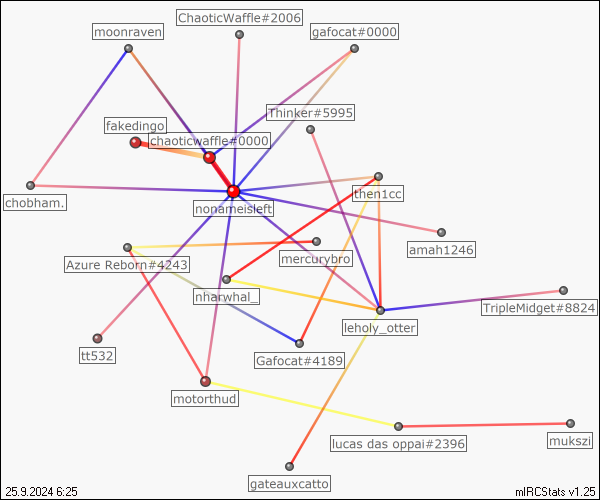 ChaoticWaffle#2006
moonraven
gafocat#0000
Thinker#5995
fakedingo
chaoticwaffle#0000
then1cc
chobham.
nonameisleft
amah1246
mercurybro
Azure Reborn#4243
nharwhal_
TripleMidget#8824
leholy_otter
tt532
Gafocat#4189
motorthud
lucas das oppai#2396
mukszi
gateauxcatto
25.9.2024 6:25
mIRCStats v1.25